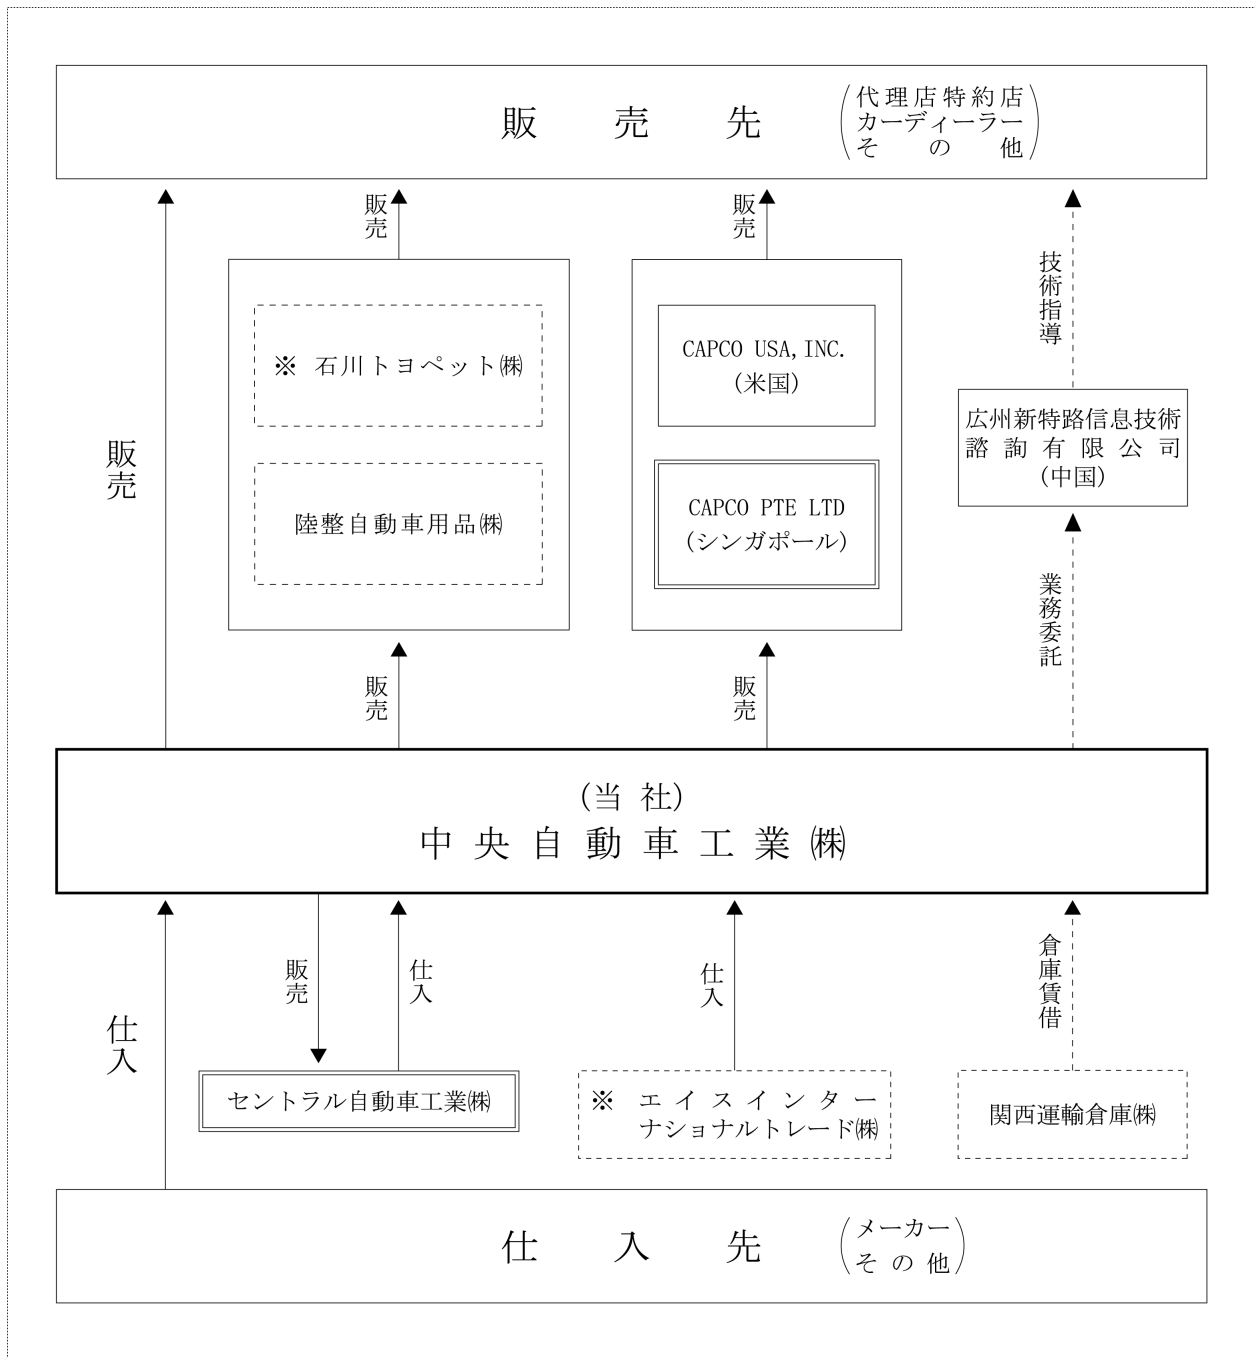 販売先
代理店特約店
カーディーラー
その他
販売
販売
販売
技術指導
※ 石川トヨペット㈱
陸整自動車用品㈱
CAPCO USA, INC.
(米国)
CAPCO PTE LTD
(シンガポール)
広州新特路信息技術
諮詢有限公司
(中国)
販売
販売
業務委託
(当社)
中央自動車工業㈱
仕入
販売
仕入
仕入
倉庫賃借
セントラル自動車工業㈱
※ エイスインター
ナショナルトレード㈱
関西運輸倉庫㈱
仕入先
メーカー
その他